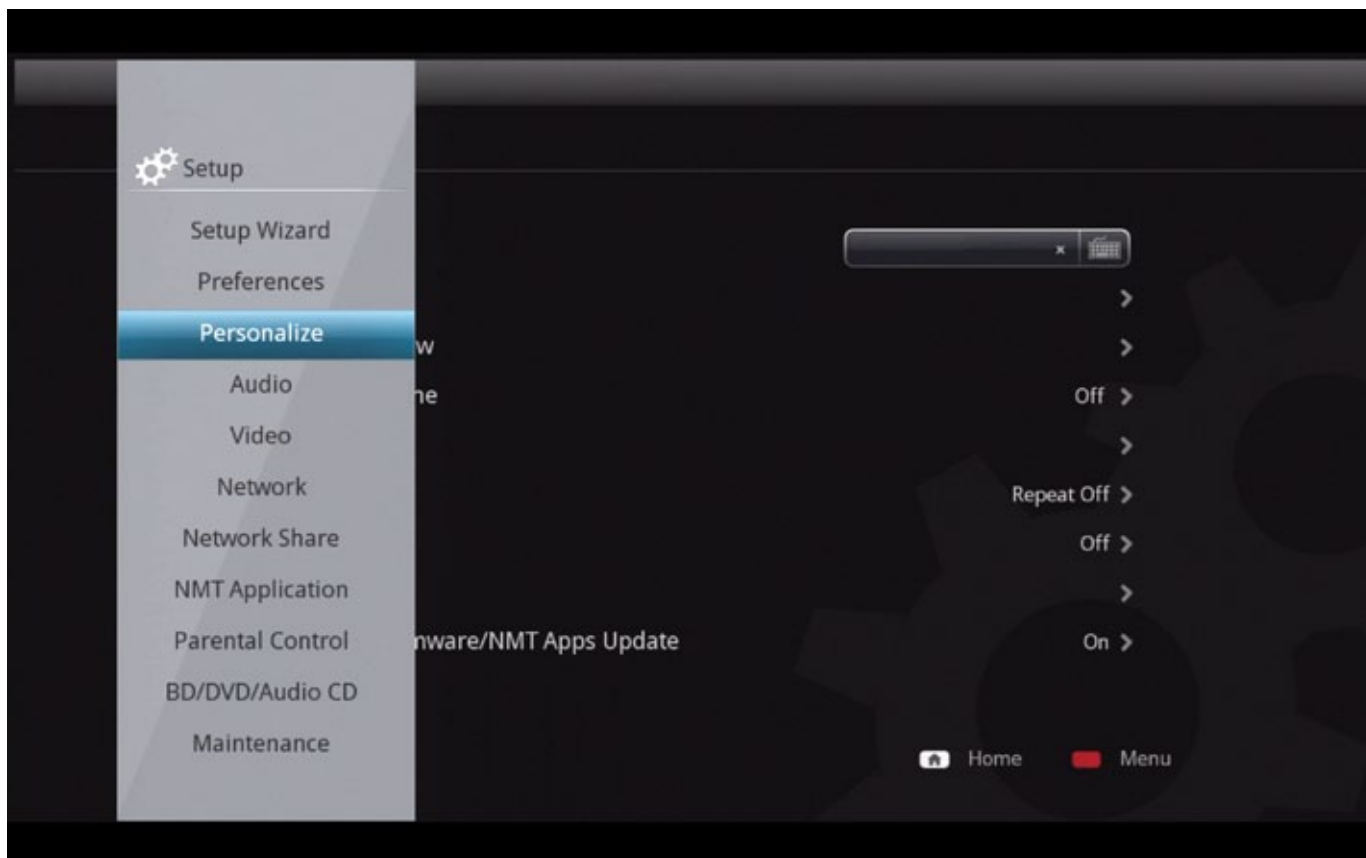 Setup
Setup Wizard
Preferences
Personalize
w
Audio
ne
Off
Video
Network
Repeat Off
Network Share
Off
NMT Application
Parental Control
nware/NMT Apps Update
On
BD/DVD/Audio CD
Maintenance
Home
Menu